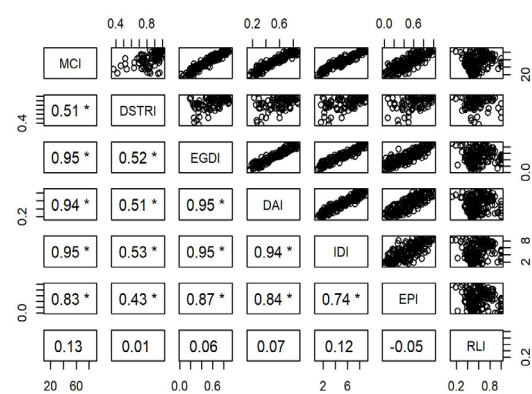 0.4 0.8
0.2 0.6
0.0 0.6
MCI
20
0.4
0.51 * DSTRI
0.95 * 0.52 * EGDI
0.0
0.2
0.94 * 0.51 * 0.95 * DAI
0.95 * 0.53 * 0.95 * 0.94 * IDI
2 8
0.0
0.83 * 0.43 * 0.87 * 0.84 * 0.74 * EPI
0.13 0.01 0.06 0.07 0.12 -0.05 RLI
0.2
20 60
0.0 0.6
2 6
0.2 0.8